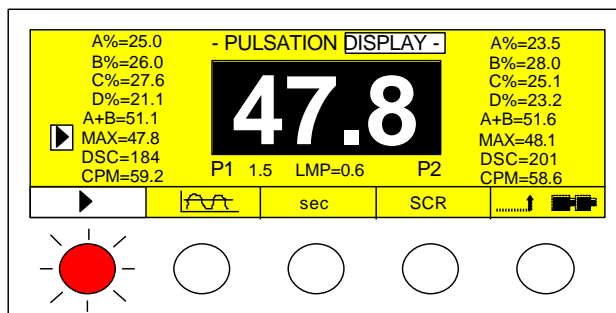 - PULSATION DISPLAY -
A%=25.0
B%=26.0
C%=27.6
D%=21.1
A+B=51.1
MAX=47.8
DSC=184
CPM=59.2
47.8
P1 1.5 LMP=0.6 P2
A%=23.5
B%=28.0
C%=25.1
D%=23.2
A+B=51.6
MAX=48.1
DSC=201
CPM=58.6
sec SCR